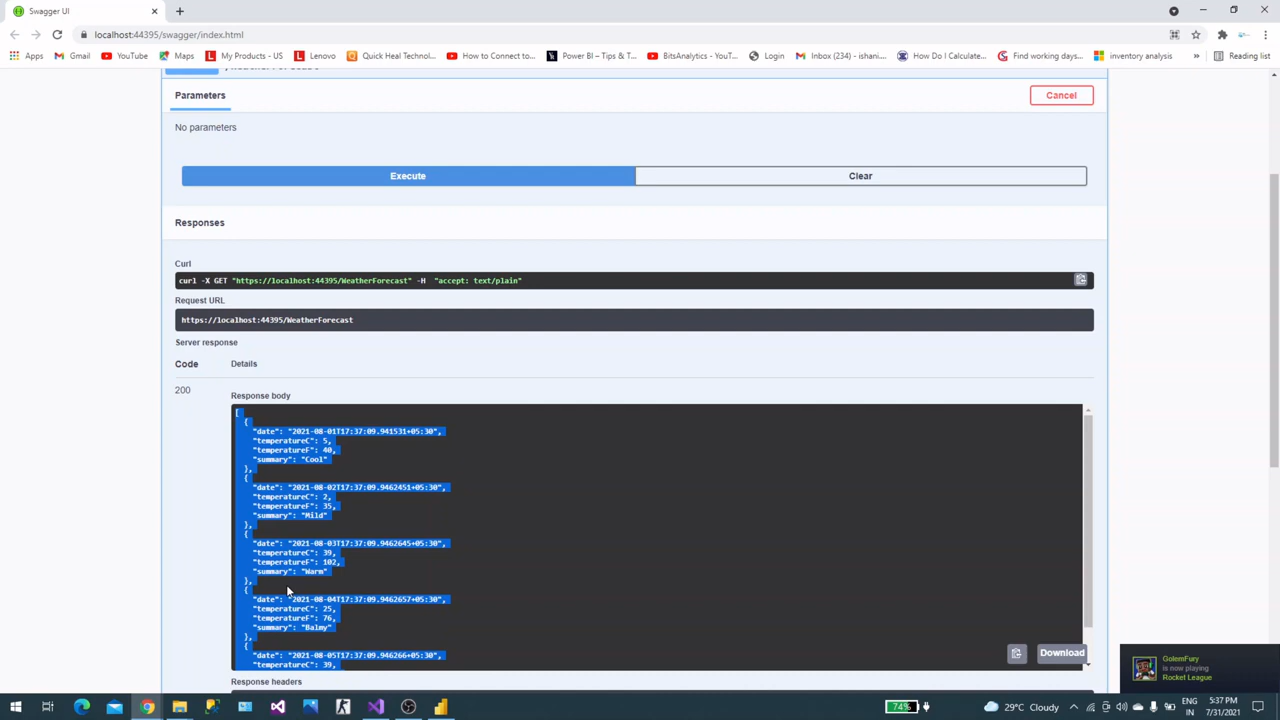 Swagger UI
localhost:44395/swagger/index.html
Apps
Gmail
YouTube
Maps
My Products - US
Lenovo
Quick Heal Technol...
How to Connect to...
Power BI – Tips & T...
BitsAnalytics - YouT...
Login
Inbox (234) - ishani....
How Do I Calculate...
Find working days...
inventory analysis
»
Reading list
Parameters
Cancel
No parameters
Execute
Clear
Responses
Curl
curl -X GET "https://localhost:44395/WeatherForecast" -H  "accept: text/plain"
Request URL
https://localhost:44395/WeatherForecast
Server response
Code
Details
200
Response body
[
{
"date": "2021-08-01T17:37:09.941531+05:30",
"temperatureC": 5,
"temperatureF": 40,
"summary": "Cool"
},
{
"date": "2021-08-02T17:37:09.9462451+05:30",
"temperatureC": 2,
"temperatureF": 35,
"summary": "Mild"
},
{
"date": "2021-08-03T17:37:09.9462645+05:30",
"temperatureC": 39,
"temperatureF": 102,
"summary": "Warm"
},
{
"date": "2021-08-04T17:37:09.9462657+05:30",
"temperatureC": 25,
"temperatureF": 76,
"summary": "Balmy"
},
{
"date": "2021-08-05T17:37:09.946266+05:30",
"temperatureC": 39,
Download
Response headers
GolemFury
is now playing
Rocket League
74%
29°C Cloudy
ENG
IN
5:37 PM
7/31/2021